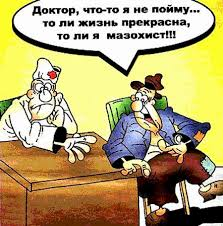 Доктор, что-то я не пойму...
то ли жизнь прекрасна,
то ли я мазохист!!!